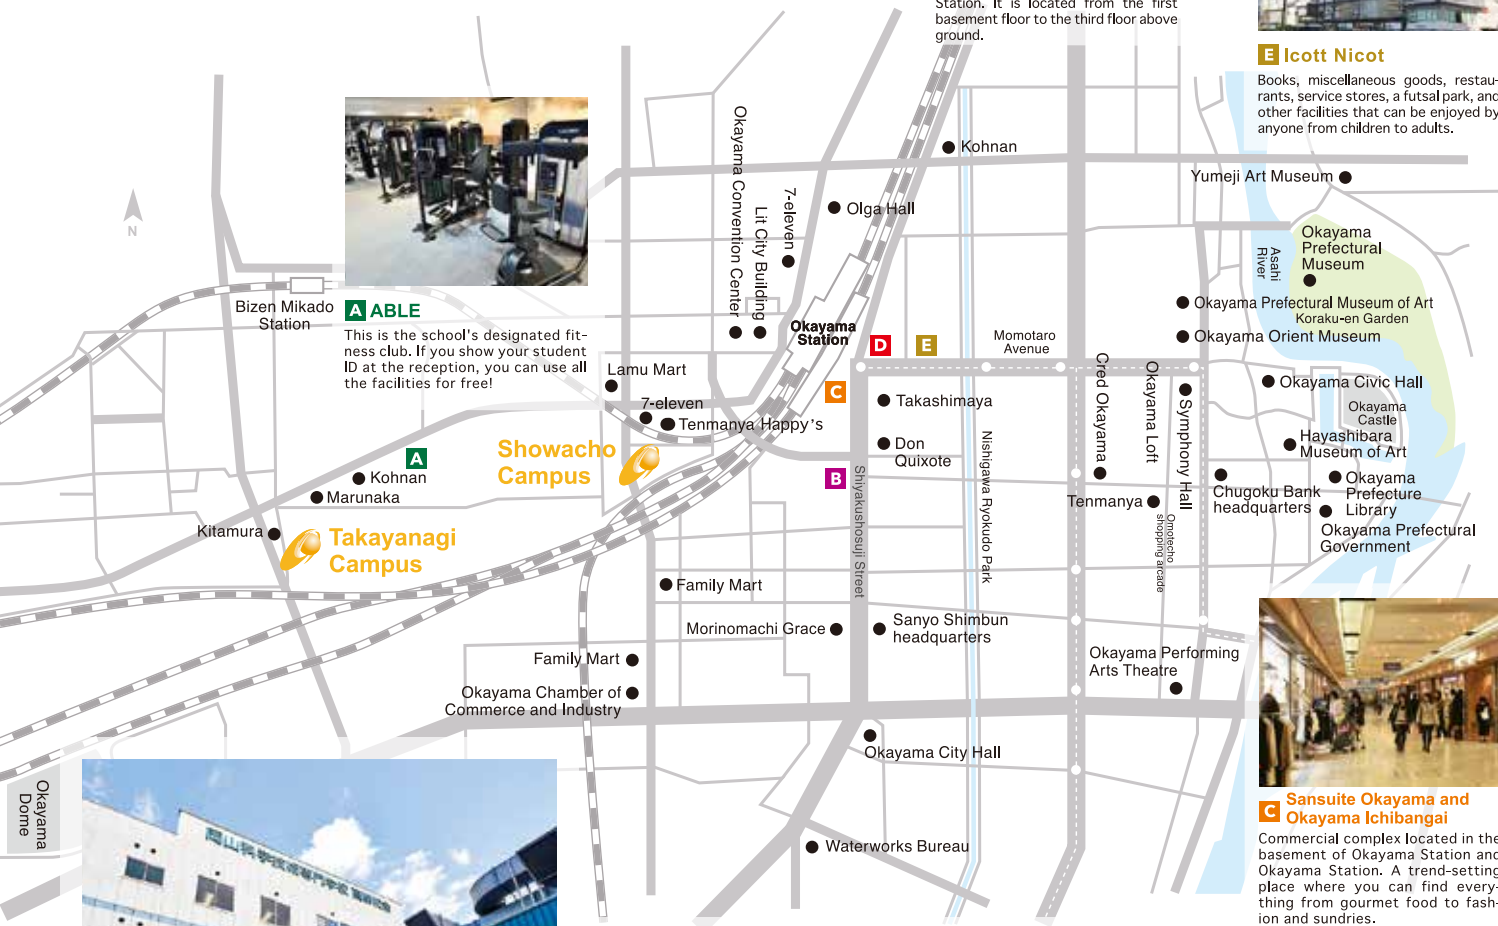 Station. It is located from the first
basement floor to the third floor above
ground.
E Icott Nicot
Books, miscellaneous goods, restau-
rants, service stores, a futsal park, and
other facilities that can be enjoyed by
anyone from children to adults.
Kohnan
Yumeji Art Museum
Okayama Convention Center
Lit City Building
7-eleven
Olga Hall
N
Okayama
Prefectural
Museum
Asahi
River
Bizen Mikado
Station
A ABLE
This is the school's designated fit-
ness club. If you show your student
ID at the reception, you can use all
the facilities for free!
Okayama
Station
D
E
Momotaro
Avenue
Okayama Prefectural Museum of Art
Koraku-en Garden
Okayama Orient Museum
Lamu Mart
7-eleven
Tenmanya Happy's
C
Takashimaya
Don
Quixote
Cred Okayama
Okayama Loft
Symphony Hall
Okayama Civic Hall
Okayama
Castle
Hayashibara
Museum of Art
Showacho
Campus
A
Kohnan
Marunaka
B
Shiyakushosuji Street
Nishigawa Ryokudo Park
Tenmanya
Omotecho
shopping arcade
Chugoku Bank
headquarters
Okayama
Prefecture
Library
Okayama Prefectural
Government
Kitamura
Takayanagi
Campus
Family Mart
Morinomachi Grace
Sanyo Shimbun
headquarters
Family Mart
Okayama Chamber of
Commerce and Industry
Okayama Performing
Arts Theatre
Okayama City Hall
Okayama
Dome
Waterworks Bureau
C Sansuite Okayama and
Okayama Ichibangai
Commercial complex located in the
basement of Okayama Station and
Okayama Station. A trend-setting
place where you can find every-
thing from gourmet food to fash-
ion and sundries.